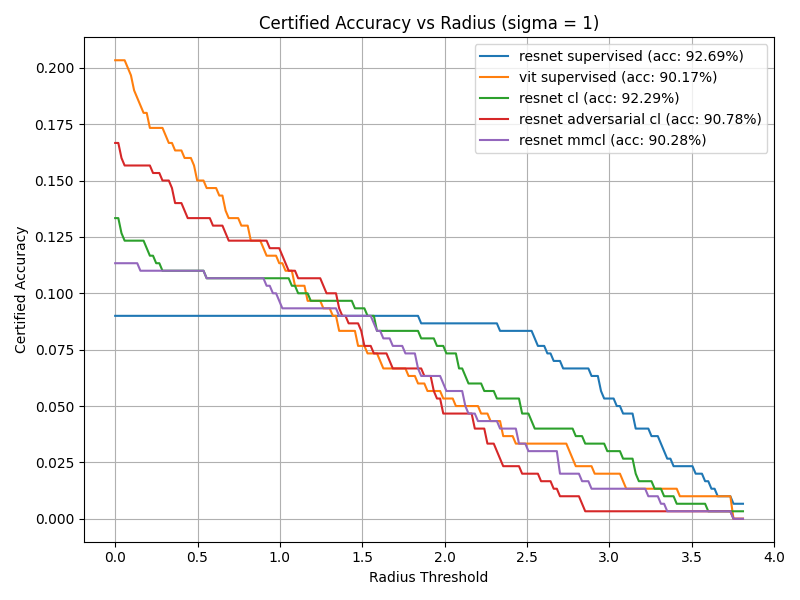 Certified Accuracy vs Radius (sigma = 1)
resnet supervised (acc: 92.69%)
vit supervised (acc: 90.17%)
resnet cl (acc: 92.29%)
resnet adversarial cl (acc: 90.78%)
resnet mmcl (acc: 90.28%)
Certified Accuracy
0.200
0.175
0.150
0.125
0.100
0.075
0.050
0.025
0.000
0.0 0.5 1.0 1.5 2.0 2.5 3.0 3.5 4.0
Radius Threshold